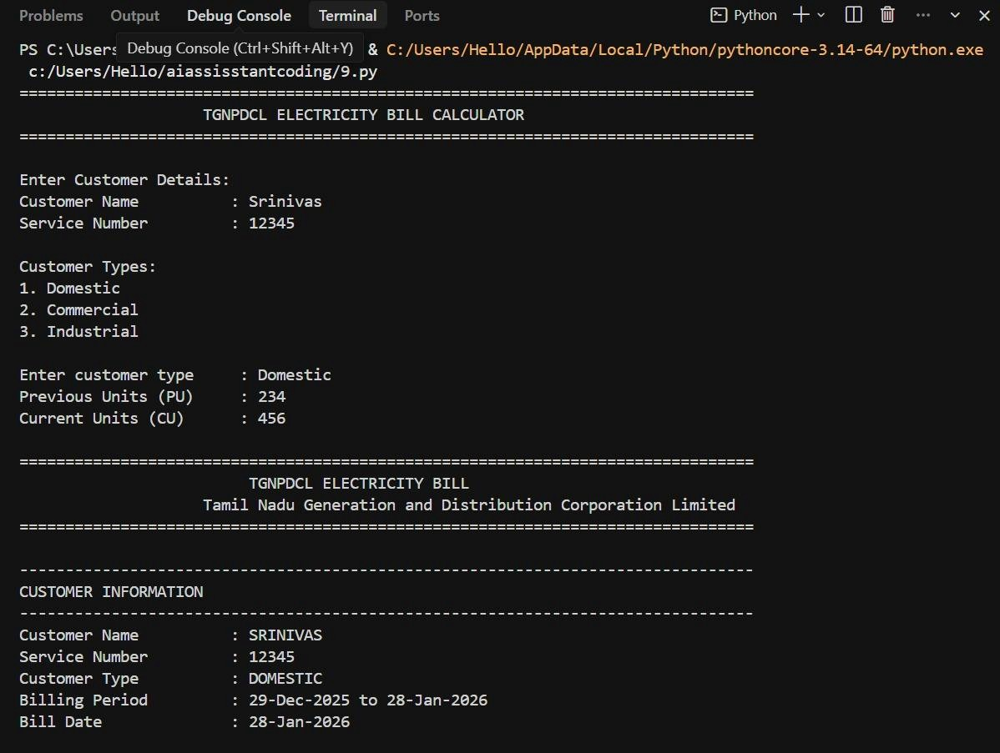 Problems Output Debug Console Terminal Ports Python
PS C:\Users & C:/Users/Hello/AppData/Local/Python/pythoncore-3.14-64/python.exe
Debug Console (Ctrl+Shift+Alt+Y)
c:/Users/Hello/aiassisstantcoding/9.py
================================================================================
TGNPDCL ELECTRICITY BILL CALCULATOR
================================================================================
Enter Customer Details:
Customer Name : Srinivas
Service Number : 12345
Customer Types:
1. Domestic
2. Commercial
3. Industrial
Enter customer type : Domestic
Previous Units (PU) : 234
Current Units (CU) : 456
================================================================================
TGNPDCL ELECTRICITY BILL
Tamil Nadu Generation and Distribution Corporation Limited
================================================================================
--------------------------------------------------------------------------------
CUSTOMER INFORMATION
--------------------------------------------------------------------------------
Customer Name : SRINIVAS
Service Number : 12345
Customer Type : DOMESTIC
Billing Period : 29-Dec-2025 to 28-Jan-2026
Bill Date : 28-Jan-2026